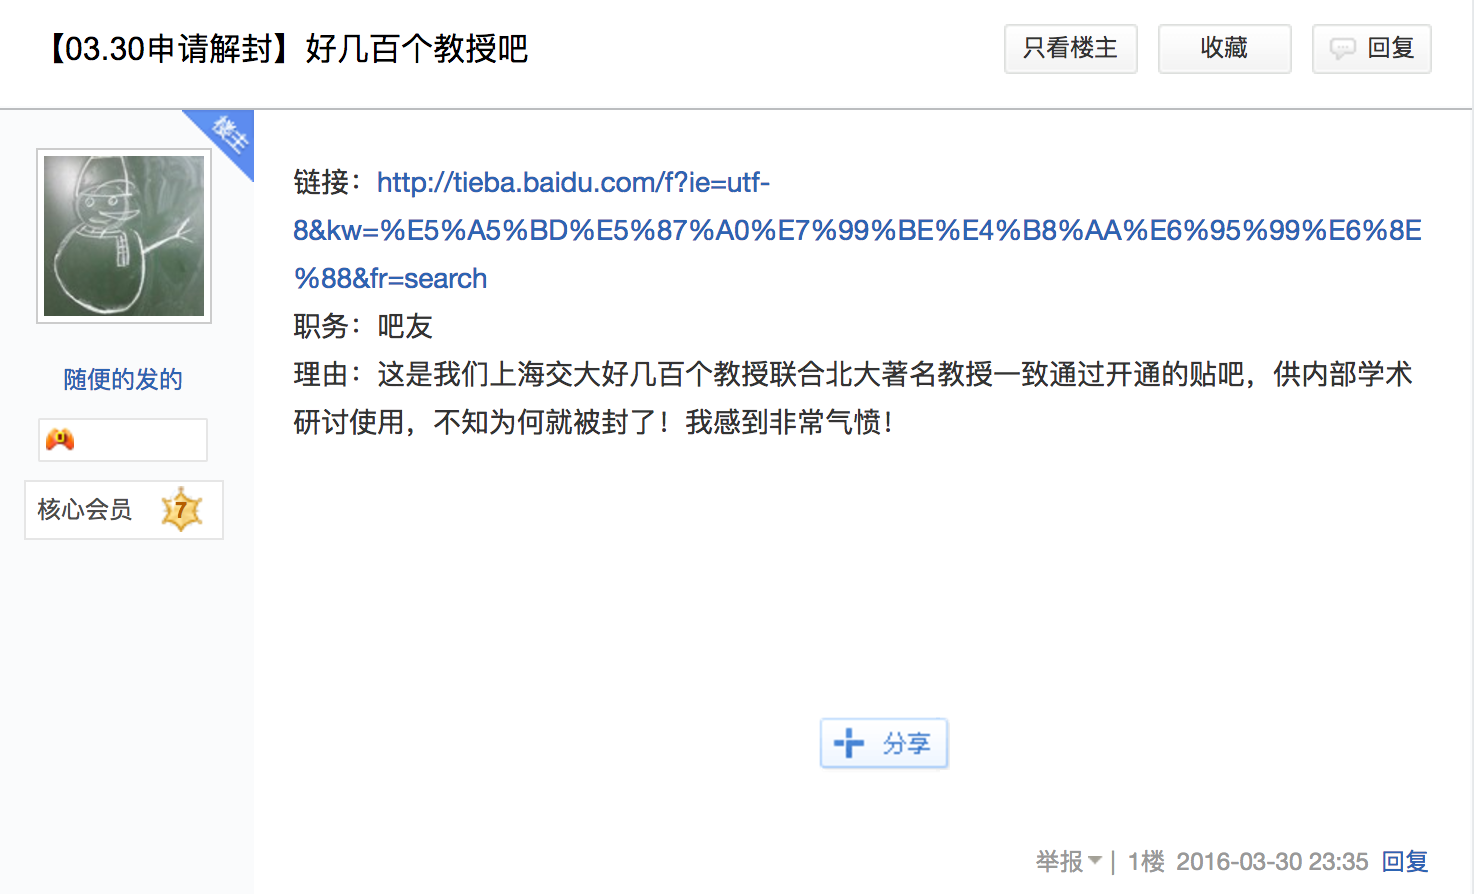 【03.30申请解封】好几百个教授吧
只看楼主
收藏
回复
楼主
随便的发的
核心会员 7
链接：http://tieba.baidu.com/f?ie=utf-
8&kw=%E5%A5%BD%E5%87%A0%E7%99%BE%E4%B8%AA%E6%95%99%E6%8E
%88&fr=search
职务：吧友
理由：这是我们上海交大好几百个教授联合北大著名教授一致通过开通的贴吧，供内部学术
研讨使用，不知为何就被封了！我感到非常气愤！
分享
举报 | 1楼 2016-03-30 23:35 回复